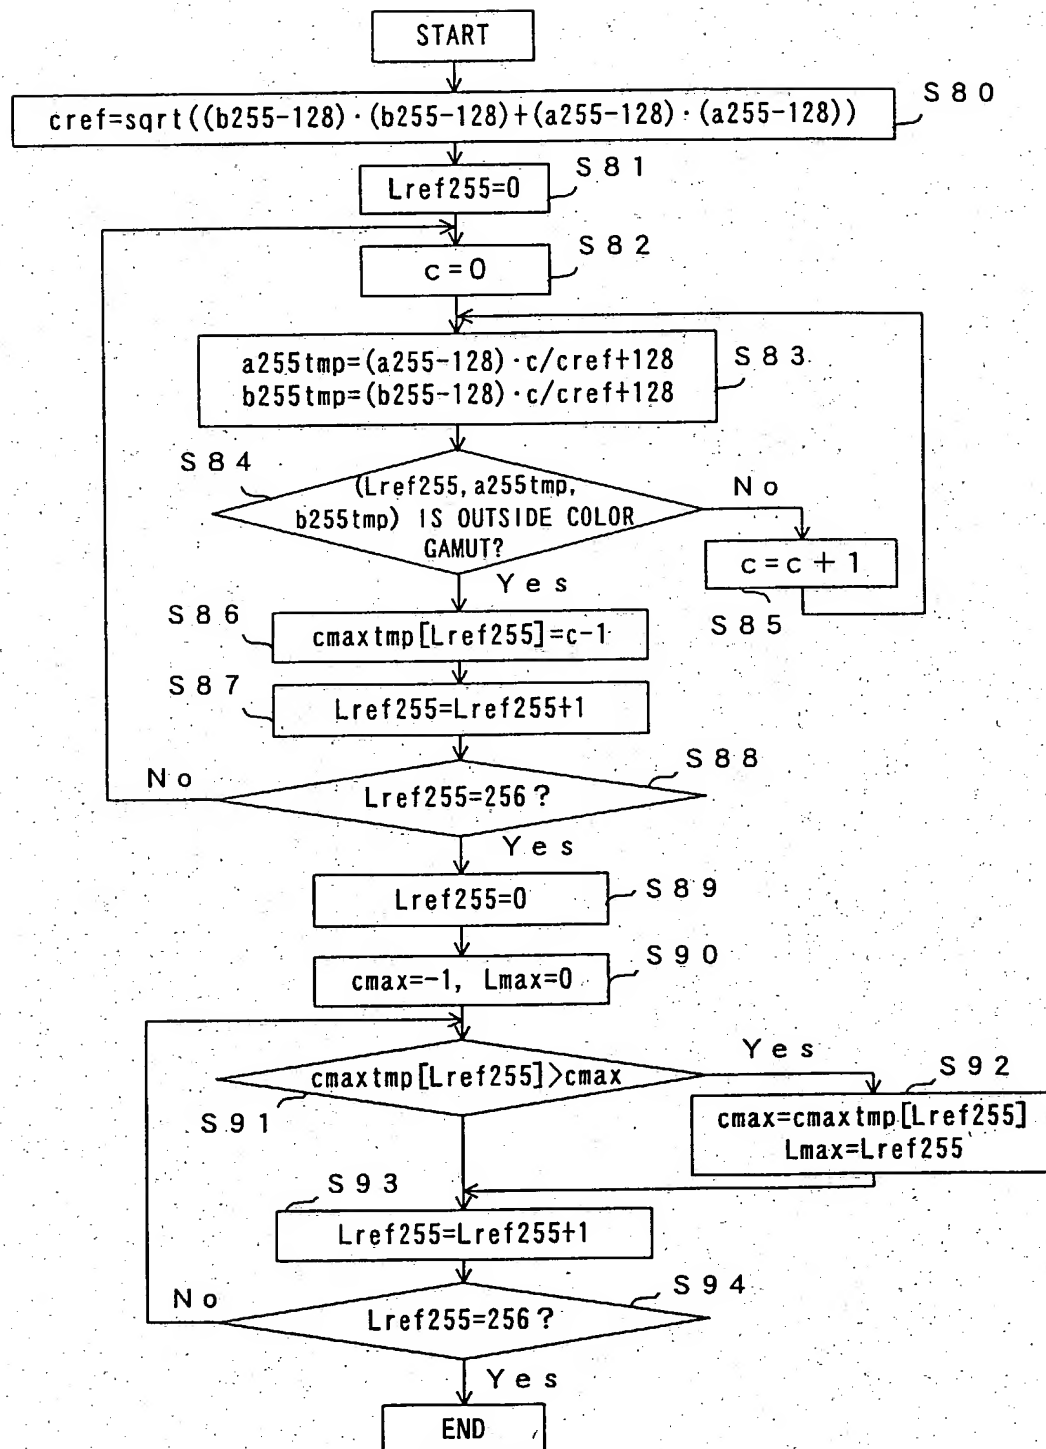 START
cref=sqrt((b255-128)·(b255-128)+(a255-128)·(a255-128))
S80
S81
Lref255=0
S82
c=0
a255tmp=(a255-128)·c/cref+128
b255tmp=(b255-128)·c/cref+128
S83
S84
(Lref255, a255tmp,
b255tmp) IS OUTSIDE COLOR
GAMUT?
No
c=c+1
S85
Yes
S86
cmaxtmp[Lref255]=c-1
S87
Lref255=Lref255+1
S88
No
Lref255=256?
Yes
Lref255=0
S89
S90
cmax=-1, Lmax=0
cmaxtmp[Lref255]>cmax
Yes
S91
S92
cmax=cmaxtmp[Lref255]
Lmax=Lref255
S93
Lref255=Lref255+1
S94
No
Lref255=256?
Yes
END